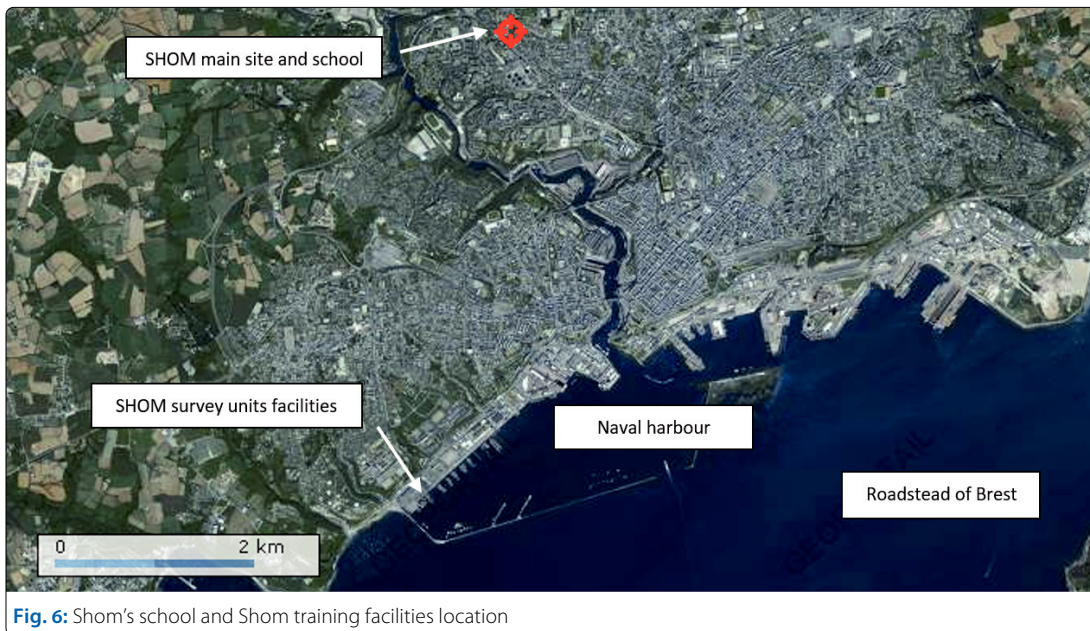 SHOM main site and school
SHOM survey units facilities
Naval harbour
Roadstead of Brest
0 2 km
Fig. 6: Shom's school and Shom training facilities location